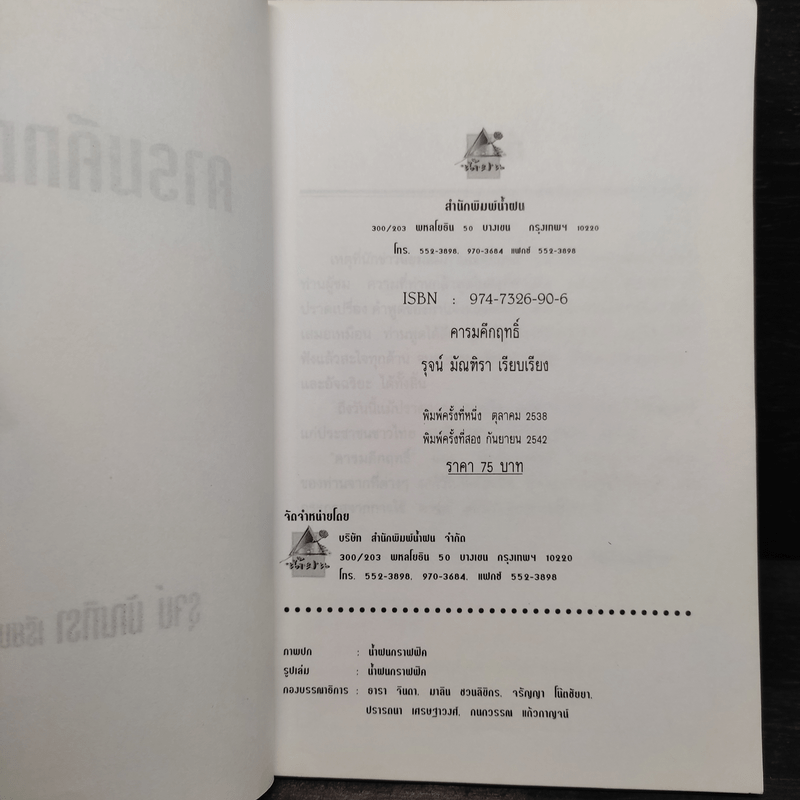 สำนักพิมพ์น้ำฝน
300/203 พหลโยธิน 50 บางเขน กรุงเทพฯ 10220
โทร. 552-3898, 970-3684 แฟกซ์ 552-3898
ISBN : 974-7326-90-6
คารมคึกฤทธิ์
รุจน์ มัณฑิรา เรียบเรียง
พิมพ์ครั้งที่หนึ่ง ตุลาคม 2538
พิมพ์ครั้งที่สอง กันยายน 2542
ราคา 75 บาท
จัดจำหน่ายโดย
บริษัท สำนักพิมพ์น้ำฝน จำกัด
300/203 พหลโยธิน 50 บางเขน กรุงเทพฯ 10220
โทร. 552-3898, 970-3684, แฟกซ์ 552-3898
ภาพปก : น้ำฝนกราฟฟิค
รูปเล่ม : น้ำฝนกราฟฟิค
กองบรรณาธิการ : ธารา จินดา, มาลิน ชวนลิขิกร, จรัญญา โน๊ตชัยยา,
ปรารถนา เศรษฐาวงศ์, กนกวรรณ แก้วกาญจน์